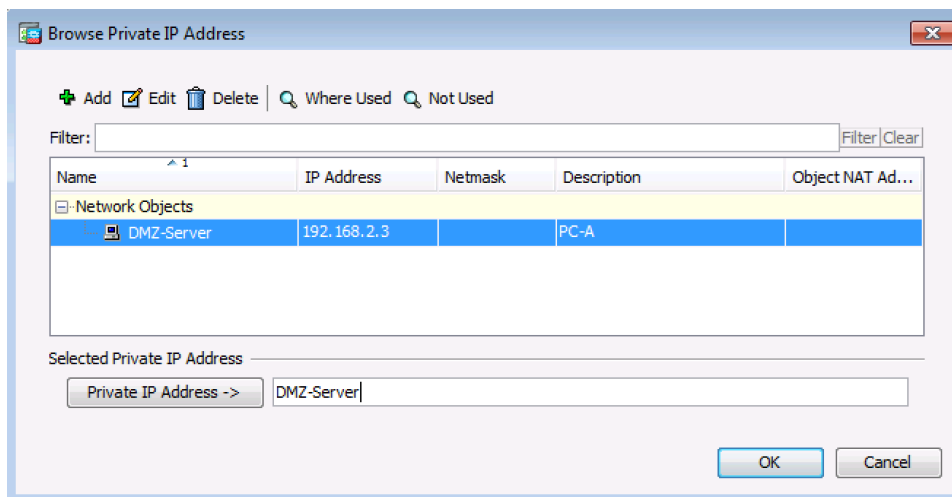 Browse Private IP Address
Add Edit Delete Where Used Not Used
Filter: Filter Clear
1
Name IP Address Netmask Description Object NAT Ad...
Network Objects
DMZ-Server 192.168.2.3 PC-A
Selected Private IP Address
Private IP Address -> DMZ-Server
OK Cancel